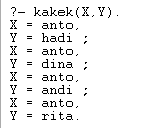 ?- kakek(X,Y).
X = anto,
Y = hadi ;
X = anto,
Y = dina ;
X = anto,
Y = andi ;
X = anto,
Y = rita.